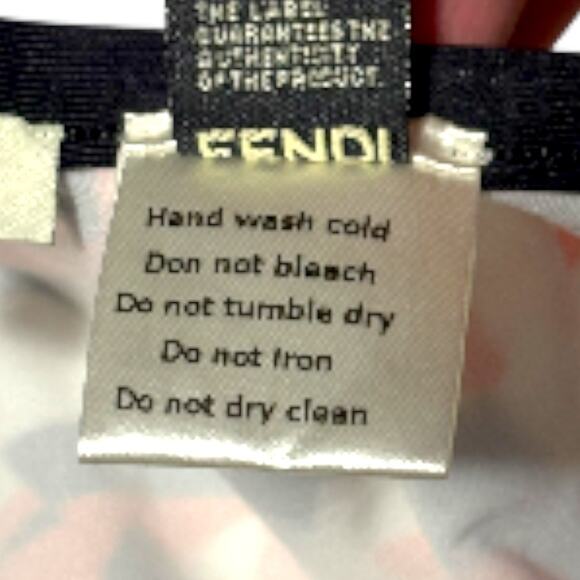 THE LABEL
GUARANTEES THE
AUTHENTICITY
OF THE PRODUCT.
FENDI
Hand wash cold
Don not bleach
Do not tumble dry
Do not iron
Do not dry clean